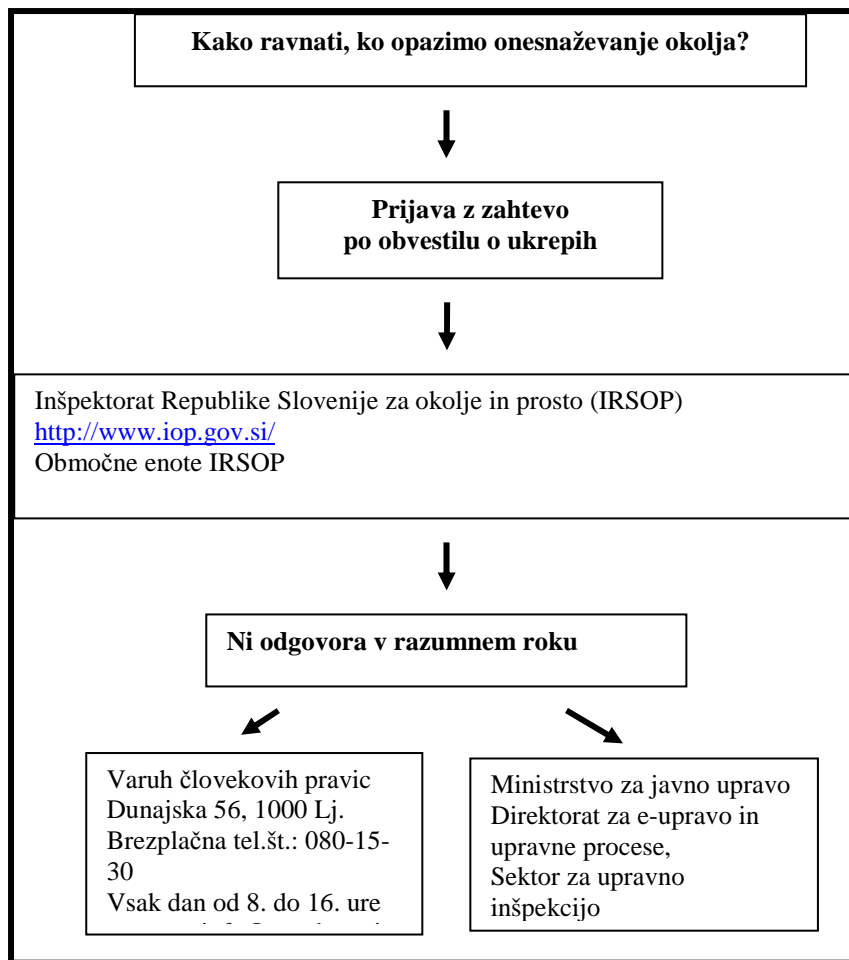 Kako ravnati, ko opazimo onesnaževanje okolja?
Prijava z zahtevo
po obvestilu o ukrepih
Inšpektorat Republike Slovenije za okolje in prosto (IRSOP)
http://www.iop.gov.si/
Območne enote IRSOP
Ni odgovora v razumnem roku
Varuh človekovih pravic
Dunajska 56, 1000 Lj.
Brezplačna tel.št.: 080-15-
30
Vsak dan od 8. do 16. ure
Ministrstvo za javno upravo
Direktorat za e-upravo in
upravne procese,
Sektor za upravno
inšpekcijo